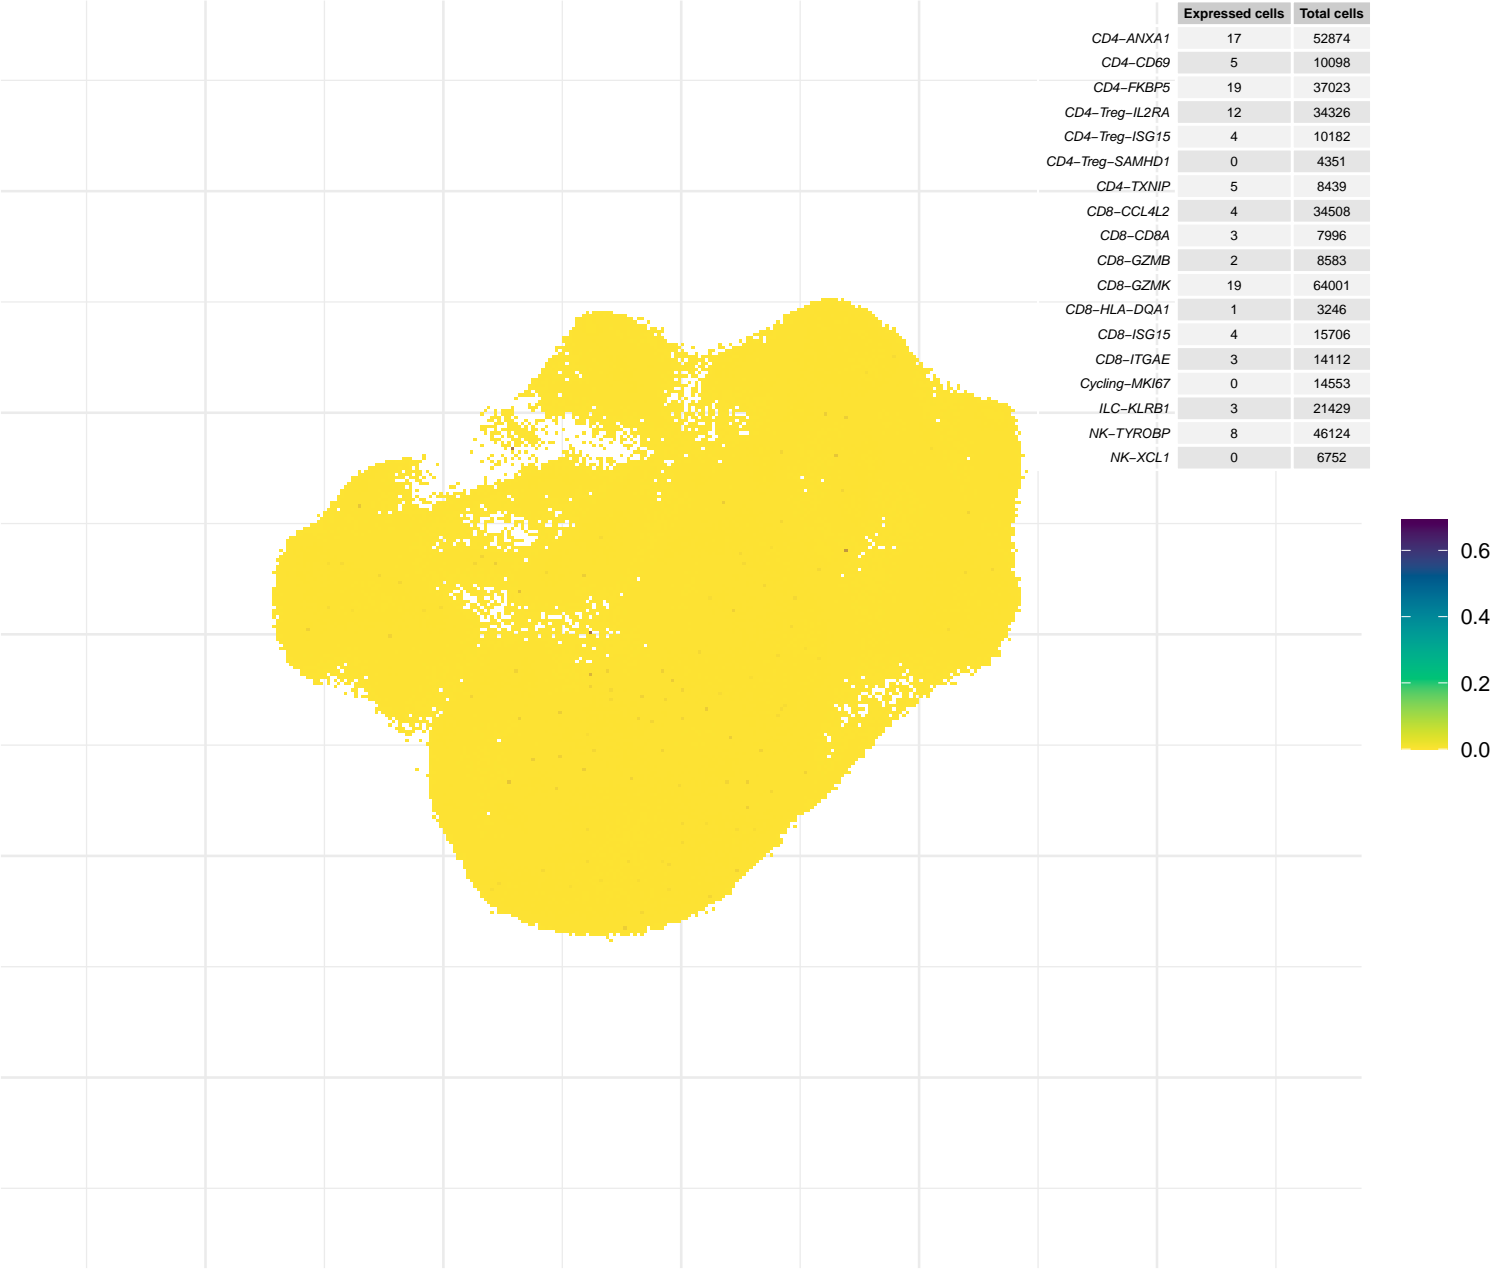 Expressed cells Total cells
CD4−ANXA1 17 52874
CD4−CD69 5 10098
CD4−FKBP5 19 37023
CD4−Treg−IL2RA 12 34326
CD4−Treg−ISG15 4 10182
CD4−Treg−SAMHD1 0 4351
CD4−TXNIP 5 8439
CD8−CCL4L2 4 34508
CD8−CD8A 3 7996
CD8−GZMB 2 8583
CD8−GZMK 19 64001
CD8−HLA−DQA1 1 3246
CD8−ISG15 4 15706
CD8−ITGAE 3 14112
Cycling−MKI67 0 14553
ILC−KLRB1 3 21429
NK−TYROBP 8 46124
NK−XCL1 0 6752
0.6
0.4
0.2
0.0